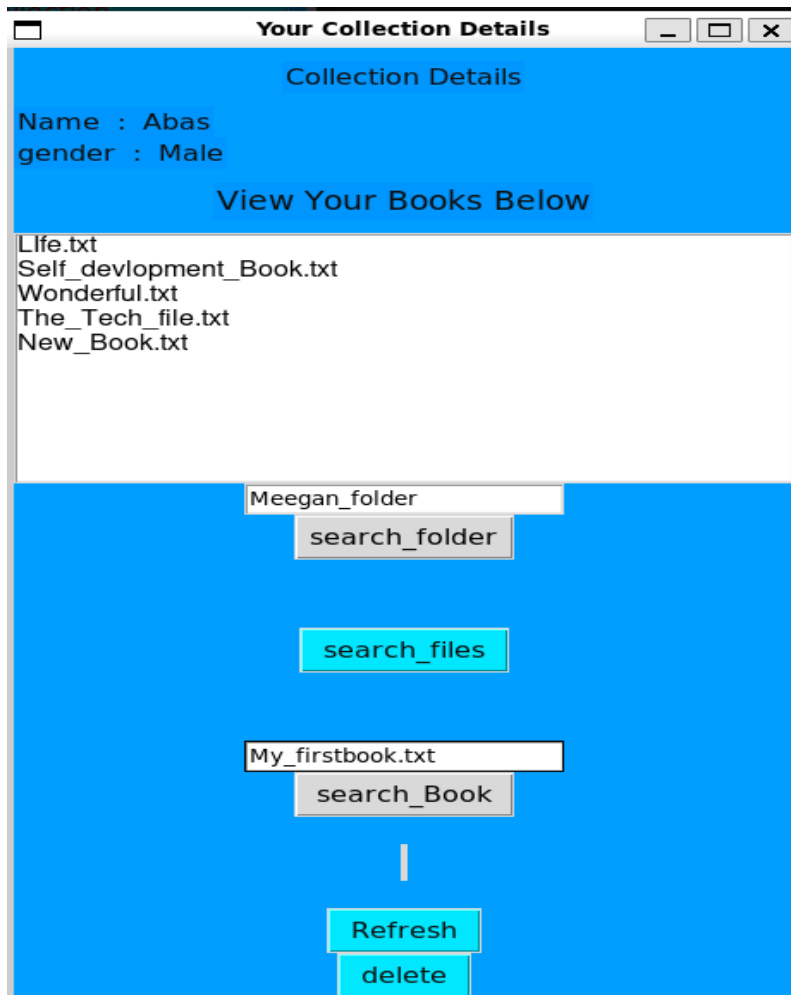 Your Collection Details
Collection Details
Name : Abas
gender : Male
View Your Books Below
LIfe.txt
Self_devlopment_Book.txt
Wonderful.txt
The_Tech_file.txt
New_Book.txt
Meegan_folder
search_folder
search_files
My_firstbook.txt
search_Book
Refresh
delete